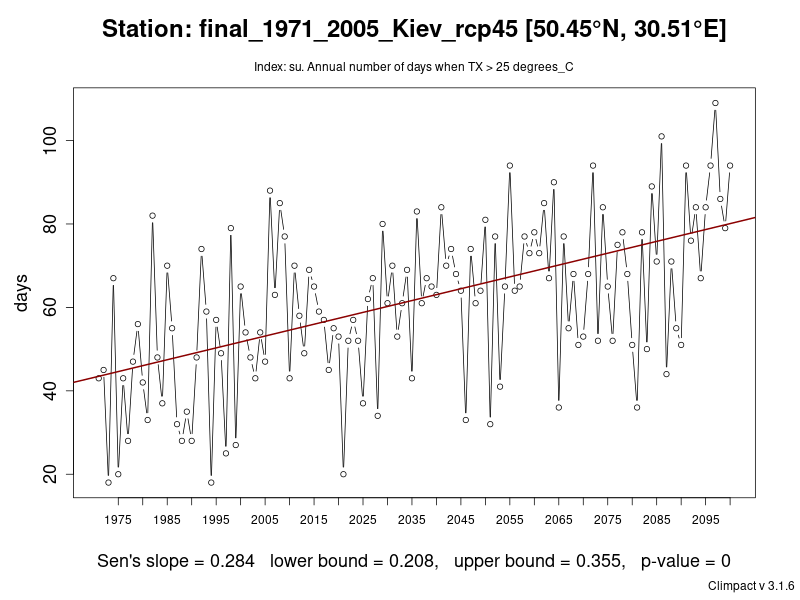 Station: final_1971_2005_Kiev_rcp45 [50.45°N, 30.51°E]
Index: su. Annual number of days when TX > 25 degrees_C
days
100
80
60
40
20
1975 1985 1995 2005 2015 2025 2035 2045 2055 2065 2075 2085 2095
Sen's slope = 0.284 lower bound = 0.208, upper bound = 0.355, p-value = 0
Climpact v 3.1.6